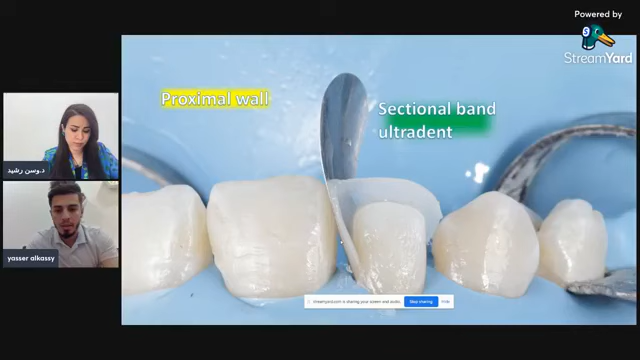 Powered by
StreamYard
Proximal wall
Sectional band
ultradent
د.وسن رشيد
yasser alkassy
streamyard.com is sharing your screen and audio.
Stop sharing
Hide